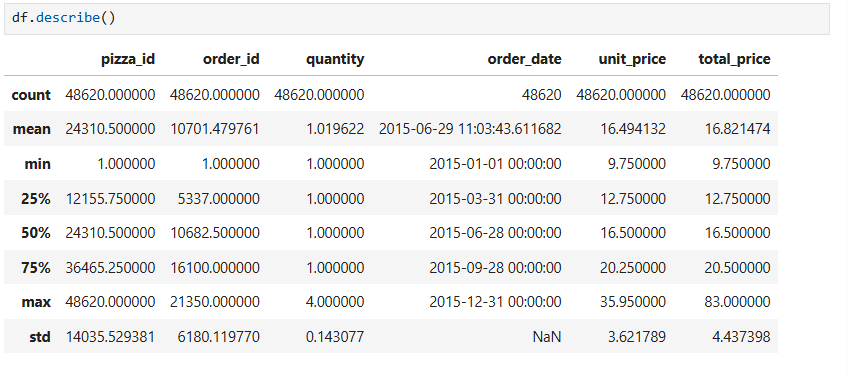 df.describe()
pizza_id order_id quantity order_date unit_price total_price
count 48620.000000 48620.000000 48620.000000 48620 48620.000000 48620.000000
mean 24310.500000 10701.479761 1.019622 2015-06-29 11:03:43.611682 16.494132 16.821474
min 1.000000 1.000000 1.000000 2015-01-01 00:00:00 9.750000 9.750000
25% 12155.750000 5337.000000 1.000000 2015-03-31 00:00:00 12.750000 12.750000
50% 24310.500000 10682.500000 1.000000 2015-06-28 00:00:00 16.500000 16.500000
75% 36465.250000 16100.000000 1.000000 2015-09-28 00:00:00 20.250000 20.500000
max 48620.000000 21350.000000 4.000000 2015-12-31 00:00:00 35.950000 83.000000
std 14035.529381 6180.119770 0.143077 NaN 3.621789 4.437398